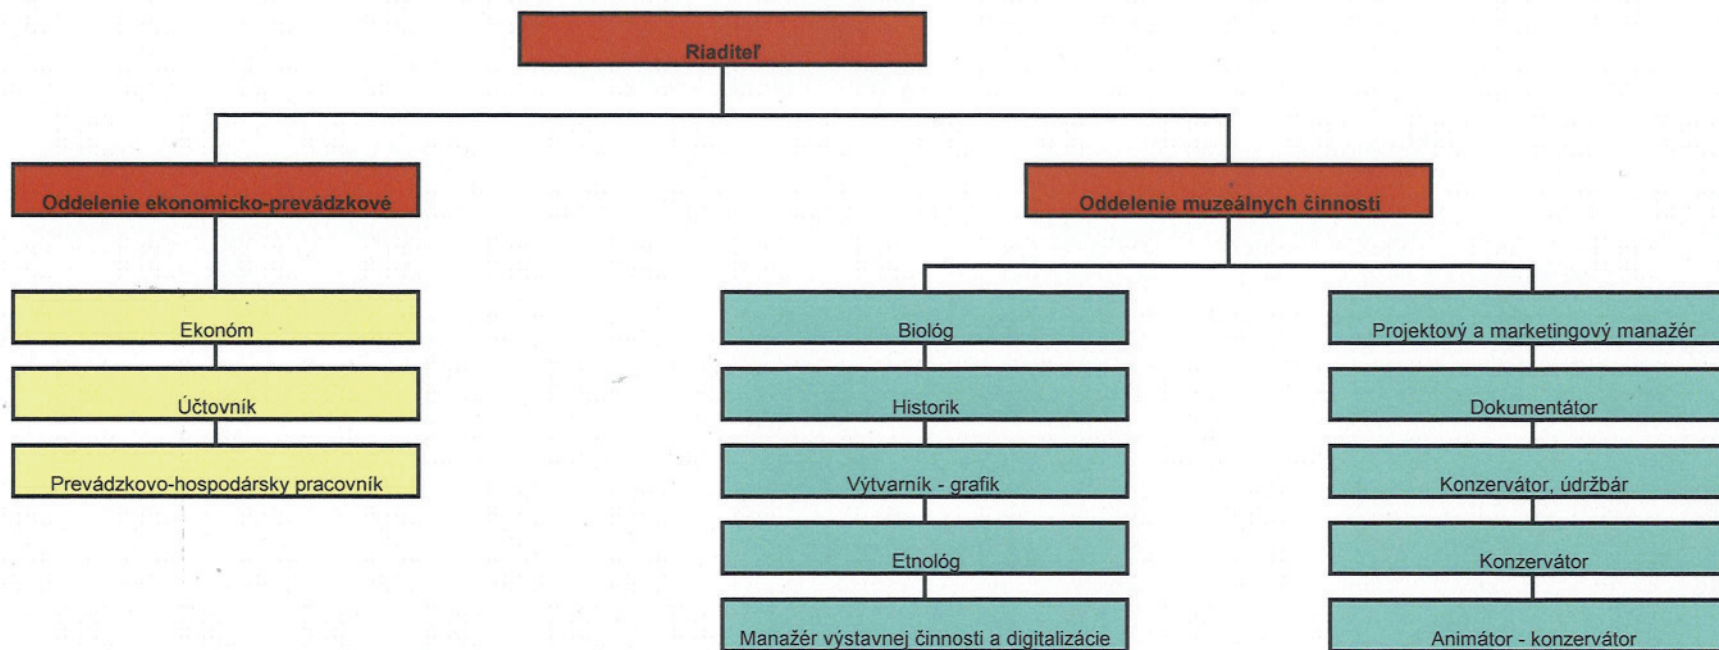 Riaditeľ
Oddelenie ekonomicko-prevádzkové
Oddelenie muzeálnych činností
Ekonóm
Účtovník
Prevádzkovo-hospodársky pracovník
Biológ
Historik
Výtvarník - grafik
Etnológ
Manažér výstavnej činnosti a digitalizácie
Projektový a marketingový manažér
Dokumentátor
Konzervátor, údržbár
Konzervátor
Animátor - konzervátor